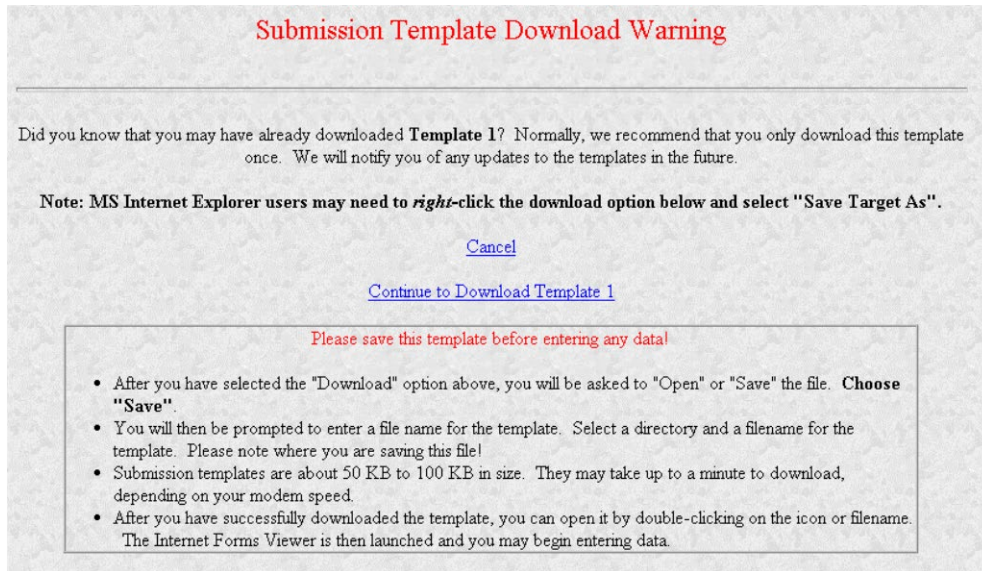 Submission Template Download Warning
Did you know that you may have already downloaded Template 1? Normally, we recommend that you only download this template
once. We will notify you of any updates to the templates in the future.
Note: MS Internet Explorer users may need to right-click the download option below and select "Save Target As".
Cancel
Continue to Download Template 1
Please save this template before entering any data!
• After you have selected the "Download" option above, you will be asked to "Open" or "Save" the file. Choose
"Save".
• You will then be prompted to enter a file name for the template. Select a directory and a filename for the
template. Please note where you are saving this file!
• Submission templates are about 50 KB to 100 KB in size. They may take up to a minute to download,
depending on your modem speed.
• After you have successfully downloaded the template, you can open it by double-clicking on the icon or filename.
The Internet Forms Viewer is then launched and you may begin entering data.